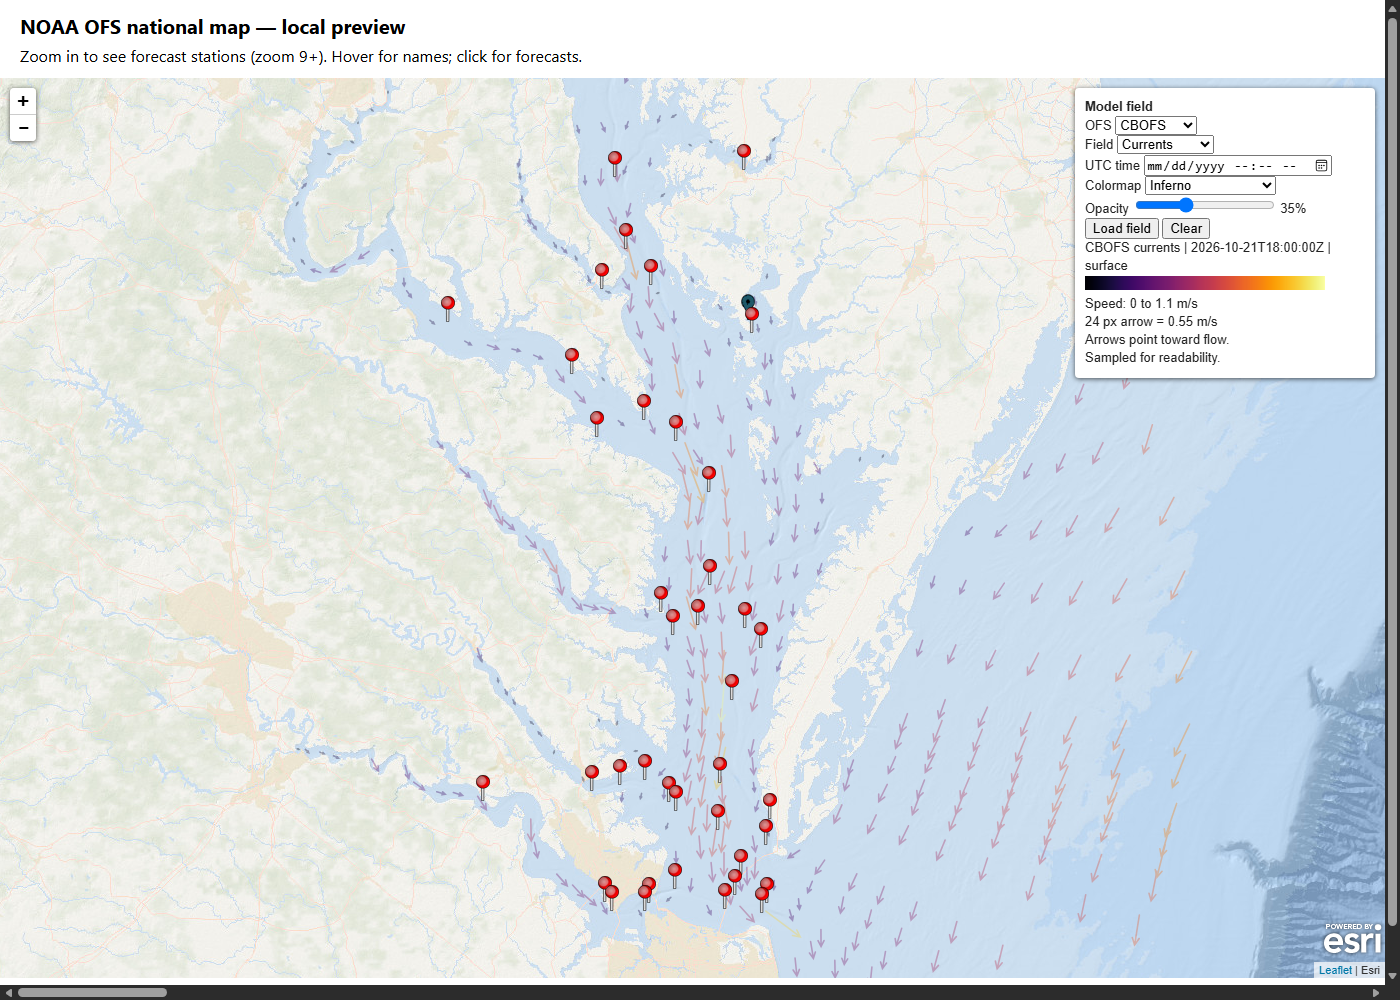 NOAA OFS national map — local preview
Zoom in to see forecast stations (zoom 9+). Hover for names; click for forecasts.
+
−
Model field
OFS CBOFS
Field Currents
UTC time mm/dd/yyyy --:-- --
Colormap Inferno
Opacity 35%
Load field Clear
CBOFS currents | 2026-10-21T18:00:00Z |
surface
Speed: 0 to 1.1 m/s
24 px arrow = 0.55 m/s
Arrows point toward flow.
Sampled for readability.
POWERED BY
esri
Leaflet | Esri